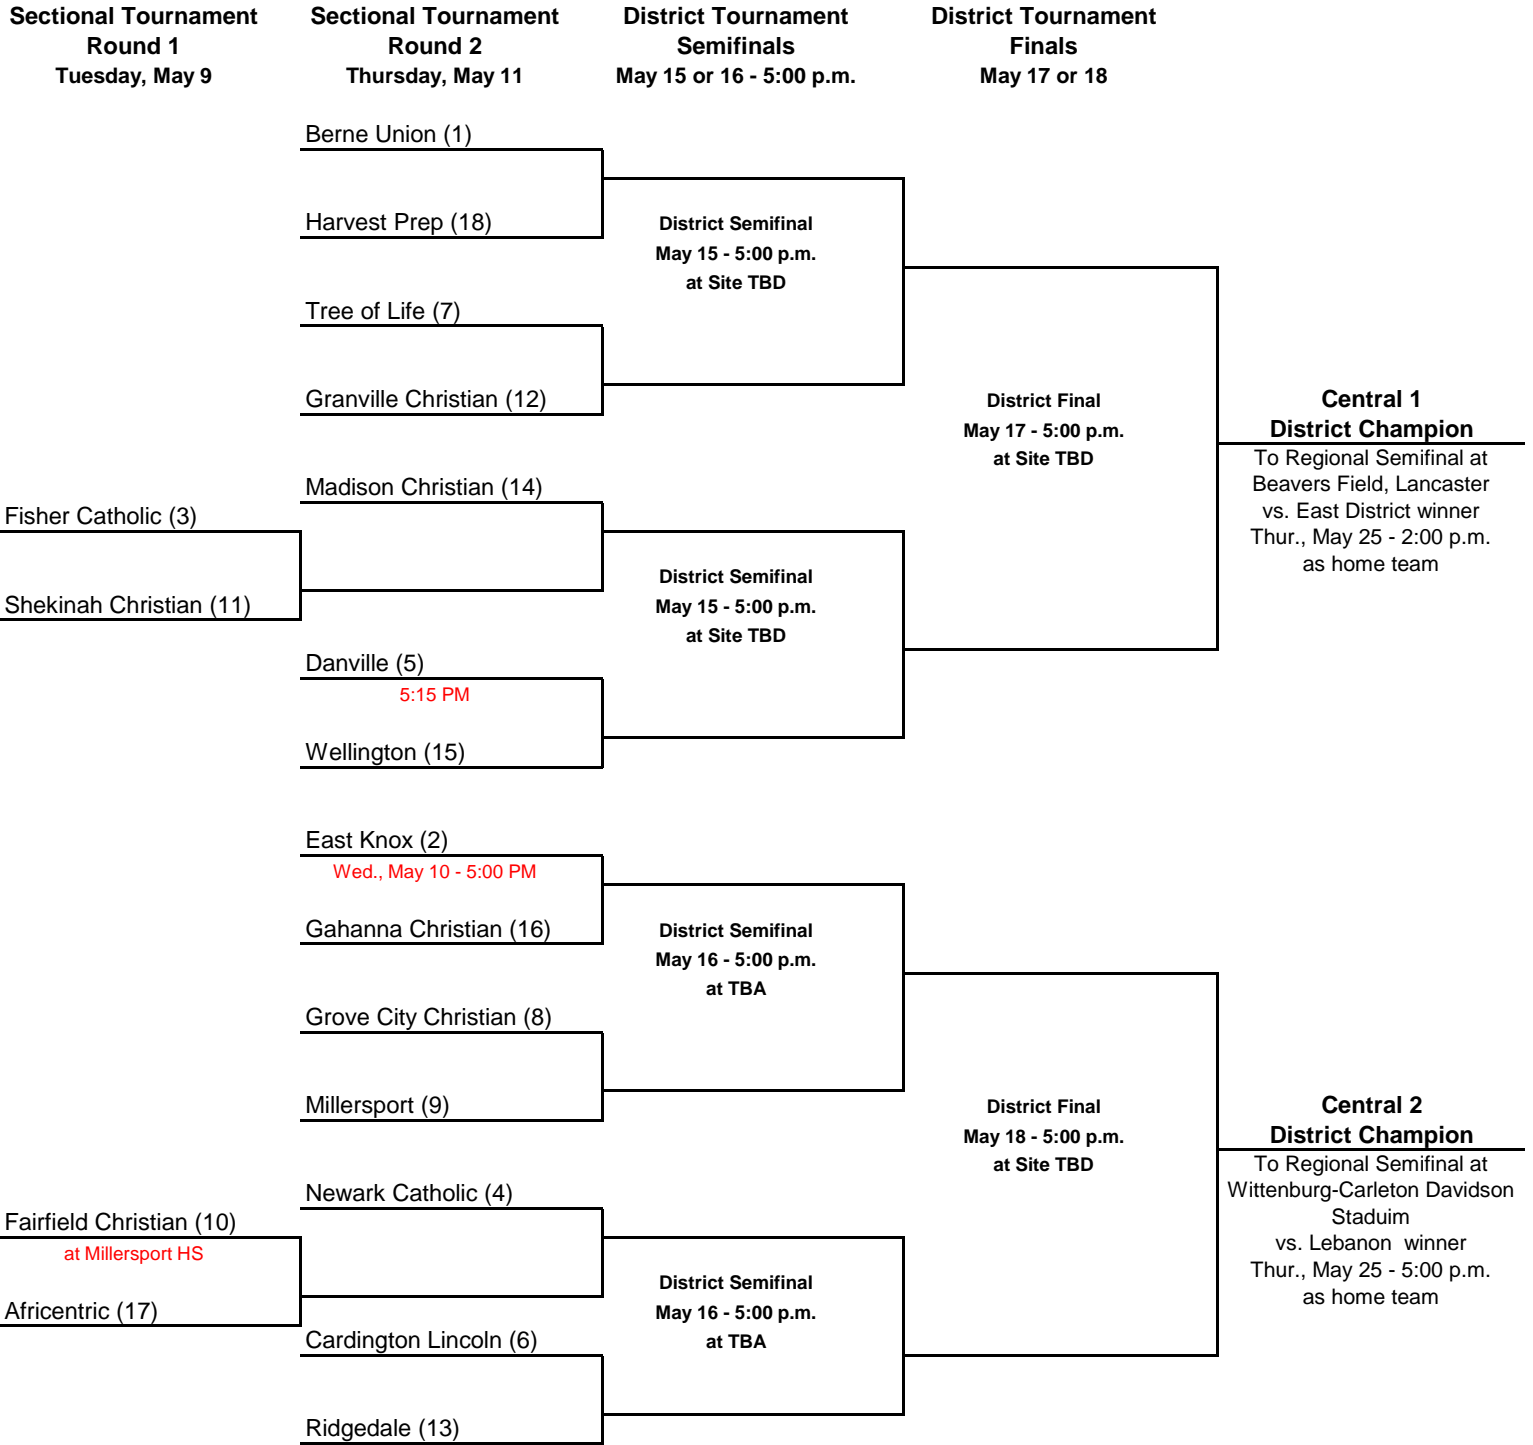 Sectional Tournament
Round 1
Tuesday, May 9
Sectional Tournament
Round 2
Thursday, May 11
District Tournament
Semifinals
May 15 or 16 - 5:00 p.m.
District Tournament
Finals
May 17 or 18
Berne Union (1)
Harvest Prep (18)
District Semifinal
May 15 - 5:00 p.m.
at Site TBD
Tree of Life (7)
Granville Christian (12)
District Final
May 17 - 5:00 p.m.
at Site TBD
Central 1
District Champion
To Regional Semifinal at
Beavers Field, Lancaster
vs. East District winner
Thur., May 25 - 2:00 p.m.
as home team
Madison Christian (14)
Fisher Catholic (3)
Shekinah Christian (11)
District Semifinal
May 15 - 5:00 p.m.
at Site TBD
Danville (5)
5:15 PM
Wellington (15)
East Knox (2)
Wed., May 10 - 5:00 PM
Gahanna Christian (16)
District Semifinal
May 16 - 5:00 p.m.
at TBA
Grove City Christian (8)
Millersport (9)
District Final
May 18 - 5:00 p.m.
at Site TBD
Central 2
District Champion
To Regional Semifinal at
Wittenburg-Carleton Davidson
Staduim
vs. Lebanon winner
Thur., May 25 - 5:00 p.m.
as home team
Newark Catholic (4)
Fairfield Christian (10)
at Millersport HS
Africentric (17)
District Semifinal
May 16 - 5:00 p.m.
at TBA
Cardington Lincoln (6)
Ridgedale (13)